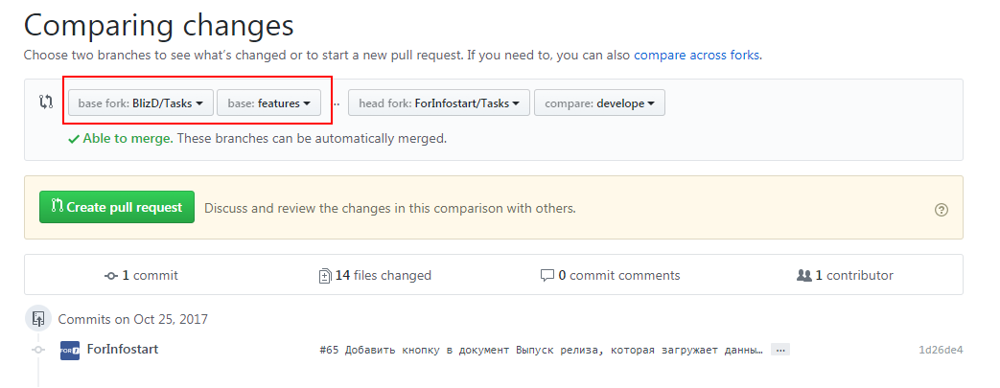 Comparing changes
Choose two branches to see what's changed or to start a new pull request. If you need to, you can also compare across forks.
base fork: BlizD/Tasks base: features ... head fork: ForInfostart/Tasks compare: develope
Able to merge. These branches can be automatically merged.
Create pull request Discuss and review the changes in this comparison with others.
1 commit 14 files changed 0 commit comments 1 contributor
Commits on Oct 25, 2017
FOR ForInfostart #65 Добавить кнопку в документ Выпуск релиза, которая загружает данны… … 1d26de4